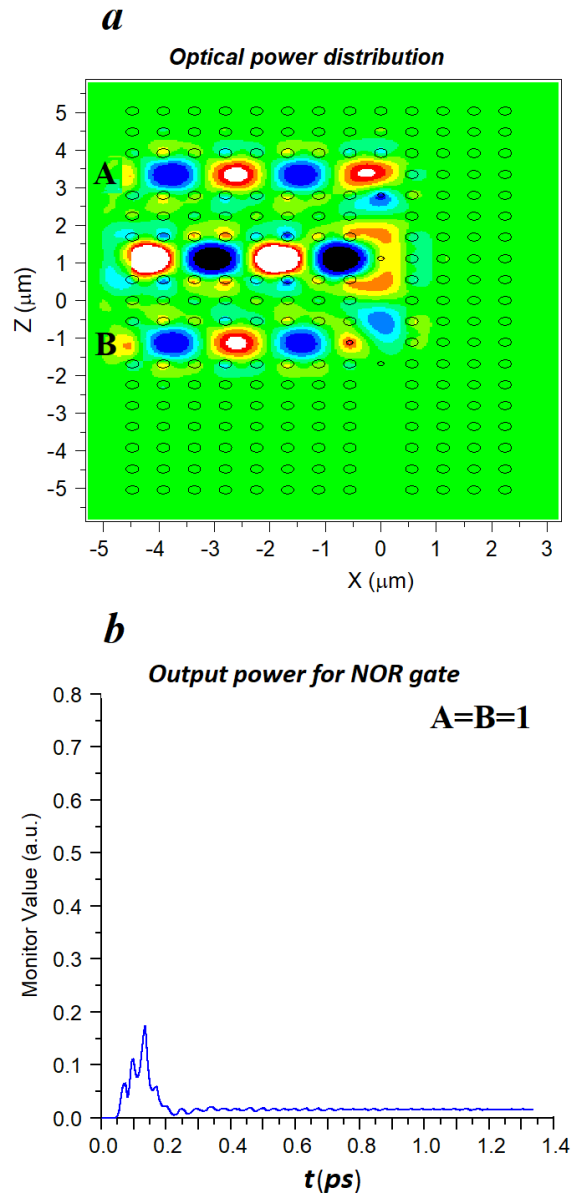 a
Optical power distribution
Z (μm)
5
4
A
3
2
1
0
B
-1
-2
-3
-4
-5
-5 -4 -3 -2 -1 0 1 2 3
X (μm)
b
Output power for NOR gate
A=B=1
Monitor Value (a.u.)
0.8
0.7
0.6
0.5
0.4
0.3
0.2
0.1
0.0
0.0 0.2 0.4 0.6 0.8 1.0 1.2 1.4
t(ps)